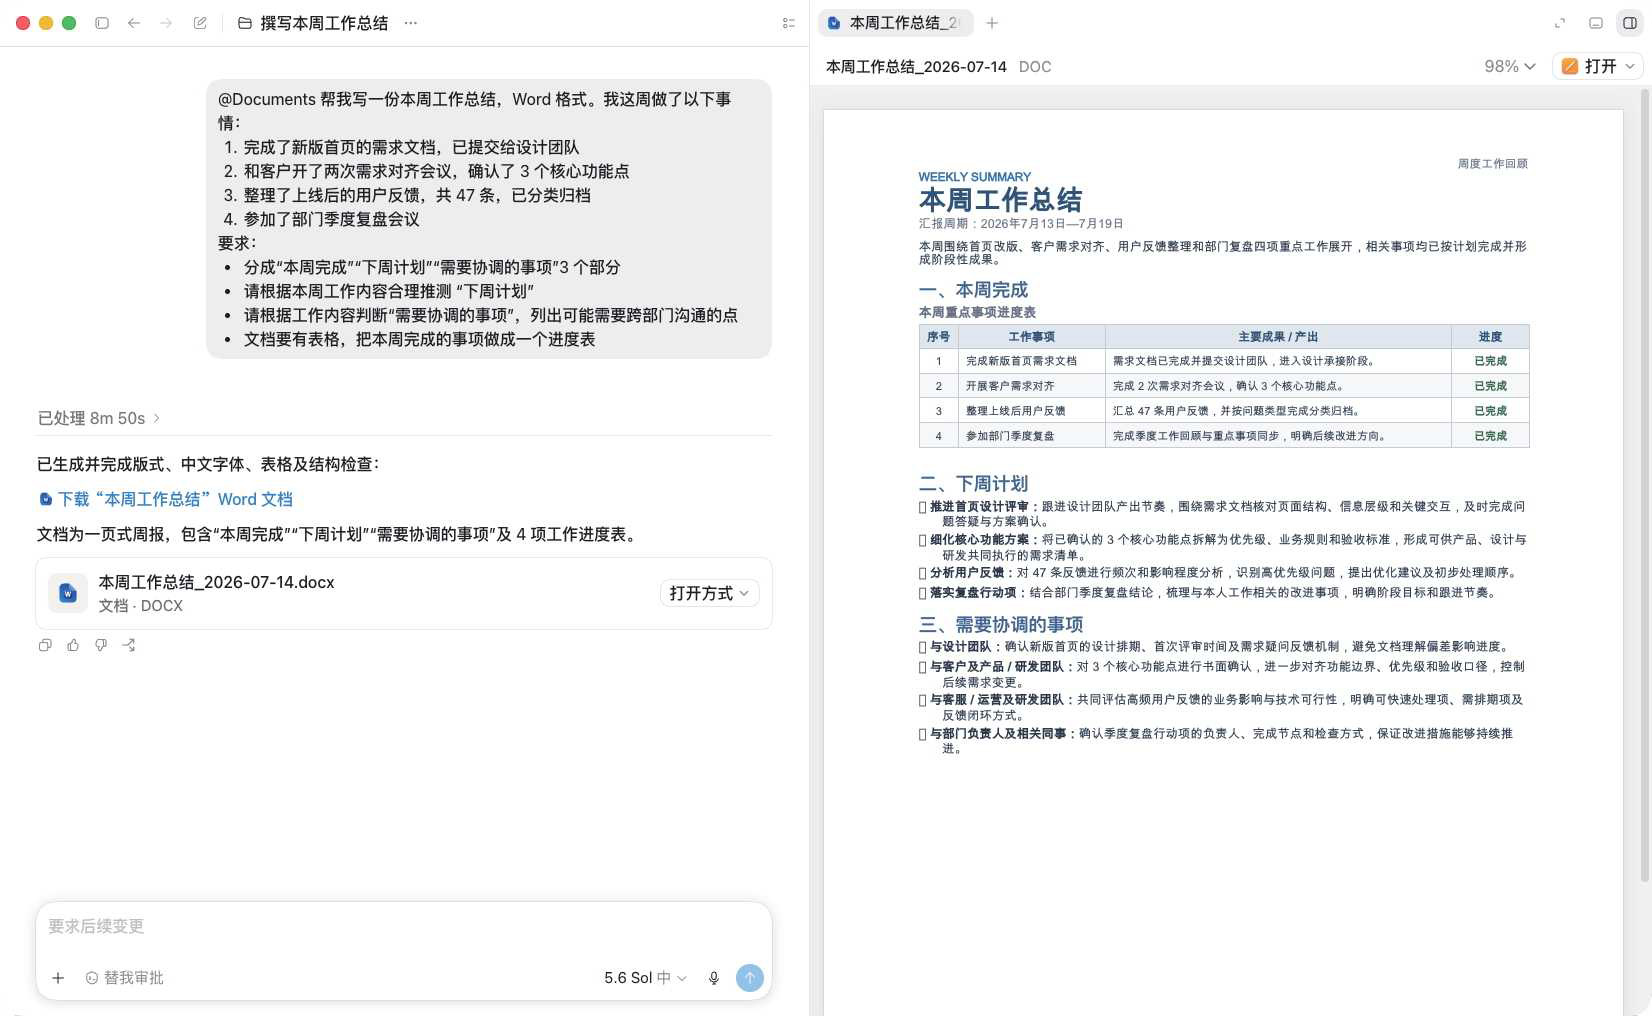 撰写本周工作总结
@Documents 帮我写一份本周工作总结，Word 格式。我这周做了以下事
情：
1. 完成了新版首页的需求文档，已提交给设计团队
2. 和客户开了两次需求对齐会议，确认了 3 个核心功能点
3. 整理了上线后的用户反馈，共 47 条，已分类归档
4. 参加了部门季度复盘会议
要求：
• 分成“本周完成”“下周计划”“需要协调的事项”3 个部分
• 请根据本周工作内容合理推测 “下周计划”
• 请根据工作内容判断“需要协调的事项”，列出可能需要跨部门沟通的点
• 文档要有表格，把本周完成的事项做成一个进度表
已处理 8m 50s
已生成并完成版式、中文字体、表格及结构检查：
下载“本周工作总结”Word 文档
文档为一页式周报，包含“本周完成”“下周计划”“需要协调的事项”及 4 项工作进度表。
本周工作总结_2026-07-14.docx
文档 · DOCX
打开方式
要求后续变更
替我审批
5.6 Sol 中
本周工作总结_2
本周工作总结_2026-07-14 DOC
98%
打开
周度工作回顾
WEEKLY SUMMARY
本周工作总结
汇报周期：2026年7月13日—7月19日
本周围绕首页改版、客户需求对齐、用户反馈整理和部门复盘四项重点工作展开，相关事项均已按计划完成并形
成阶段性成果。
一、本周完成
本周重点事项进度表
序号 工作事项 主要成果 / 产出 进度
1 完成新版首页需求文档 需求文档已完成并提交设计团队，进入设计承接阶段。 已完成
2 开展客户需求对齐 完成 2 次需求对齐会议，确认 3 个核心功能点。 已完成
3 整理上线后用户反馈 汇总 47 条用户反馈，并按问题类型完成分类归档。 已完成
4 参加部门季度复盘 完成季度工作回顾与重点事项同步，明确后续改进方向。 已完成
二、下周计划
推进首页设计评审：跟进设计团队产出节奏，围绕需求文档核对页面结构、信息层级和关键交互，及时完成问
题答疑与方案确认。
细化核心功能方案：将已确认的 3 个核心功能点拆解为优先级、业务规则和验收标准，形成可供产品、设计与
研发共同执行的需求清单。
分析用户反馈：对 47 条反馈进行频次和影响程度分析，识别高优先级问题，提出优化建议及初步处理顺序。
落实复盘行动项：结合部门季度复盘结论，梳理与本人工作相关的改进事项，明确阶段目标和跟进节奏。
三、需要协调的事项
与设计团队：确认新版首页的设计排期、首次评审时间及需求疑问反馈机制，避免文档理解偏差影响进度。
与客户及产品 / 研发团队：对 3 个核心功能点进行书面确认，进一步对齐功能边界、优先级和验收口径，控制
后续需求变更。
与客服 / 运营及研发团队：共同评估高频用户反馈的业务影响与技术可行性，明确可快速处理项、需排期项及
反馈闭环方式。
与部门负责人及相关同事：确认季度复盘行动项的负责人、完成节点和检查方式，保证改进措施能够持续推
进。